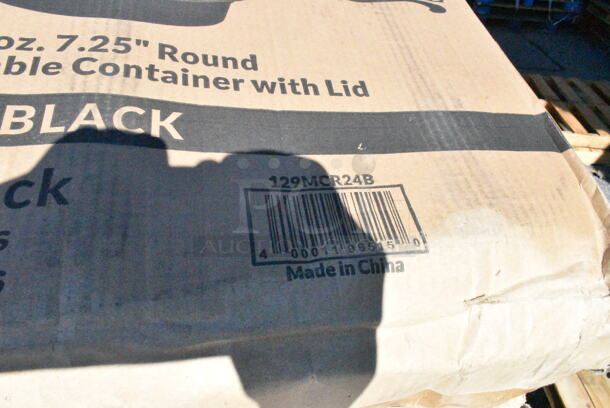 oz. 7.25" Round
ble Container with Lid
BLACK
ck
129MCR24B
Made in China